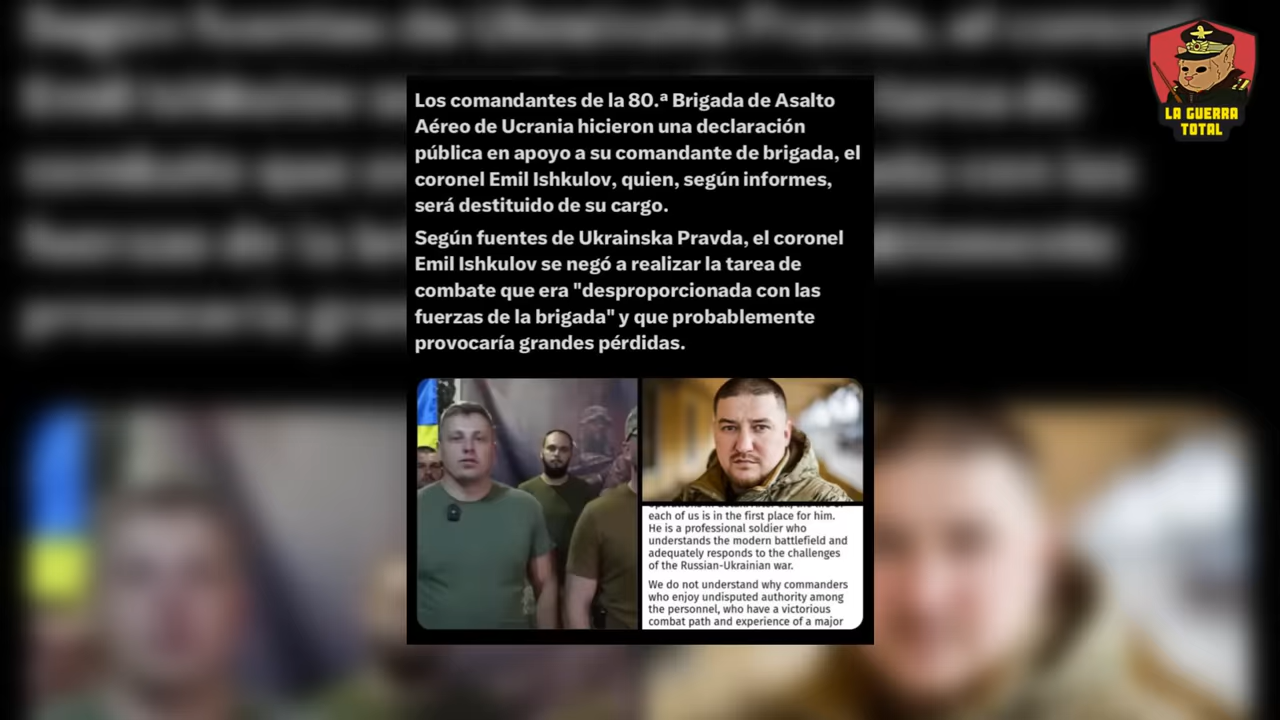 LA GUERRA
TOTAL
Los comandantes de la 80.ª Brigada de Asalto
Aéreo de Ucrania hicieron una declaración
pública en apoyo a su comandante de brigada, el
coronel Emil Ishkulov, quien, según informes,
será destituido de su cargo.
Según fuentes de Ukrainska Pravda, el coronel
Emil Ishkulov se negó a realizar la tarea de
combate que era "desproporcionada con las
fuerzas de la brigada" y que probablemente
provocaría grandes pérdidas.
each of us is in the first place for him.
He is a professional soldier who
understands the modern battlefield and
adequately responds to the challenges
of the Russian-Ukrainian war.
We do not understand why commanders
who enjoy undisputed authority among
the personnel, who have a victorious
combat path and experience of a major